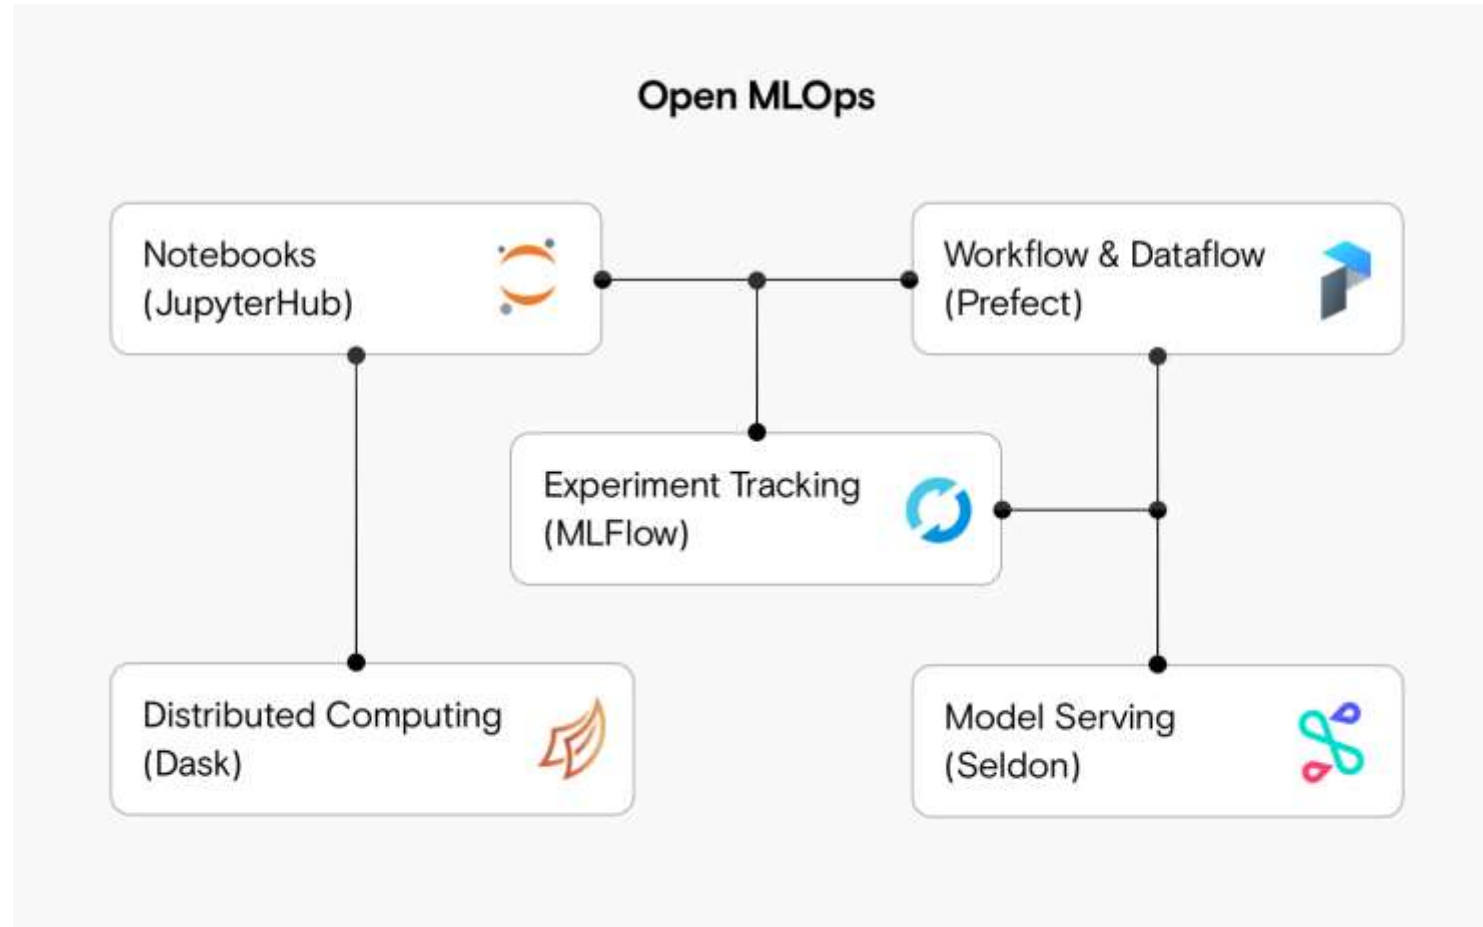 Open MLOps
Notebooks
(JupyterHub)
Workflow & Dataflow
(Prefect)
Experiment Tracking
(MLFlow)
Distributed Computing
(Dask)
Model Serving
(Seldon)